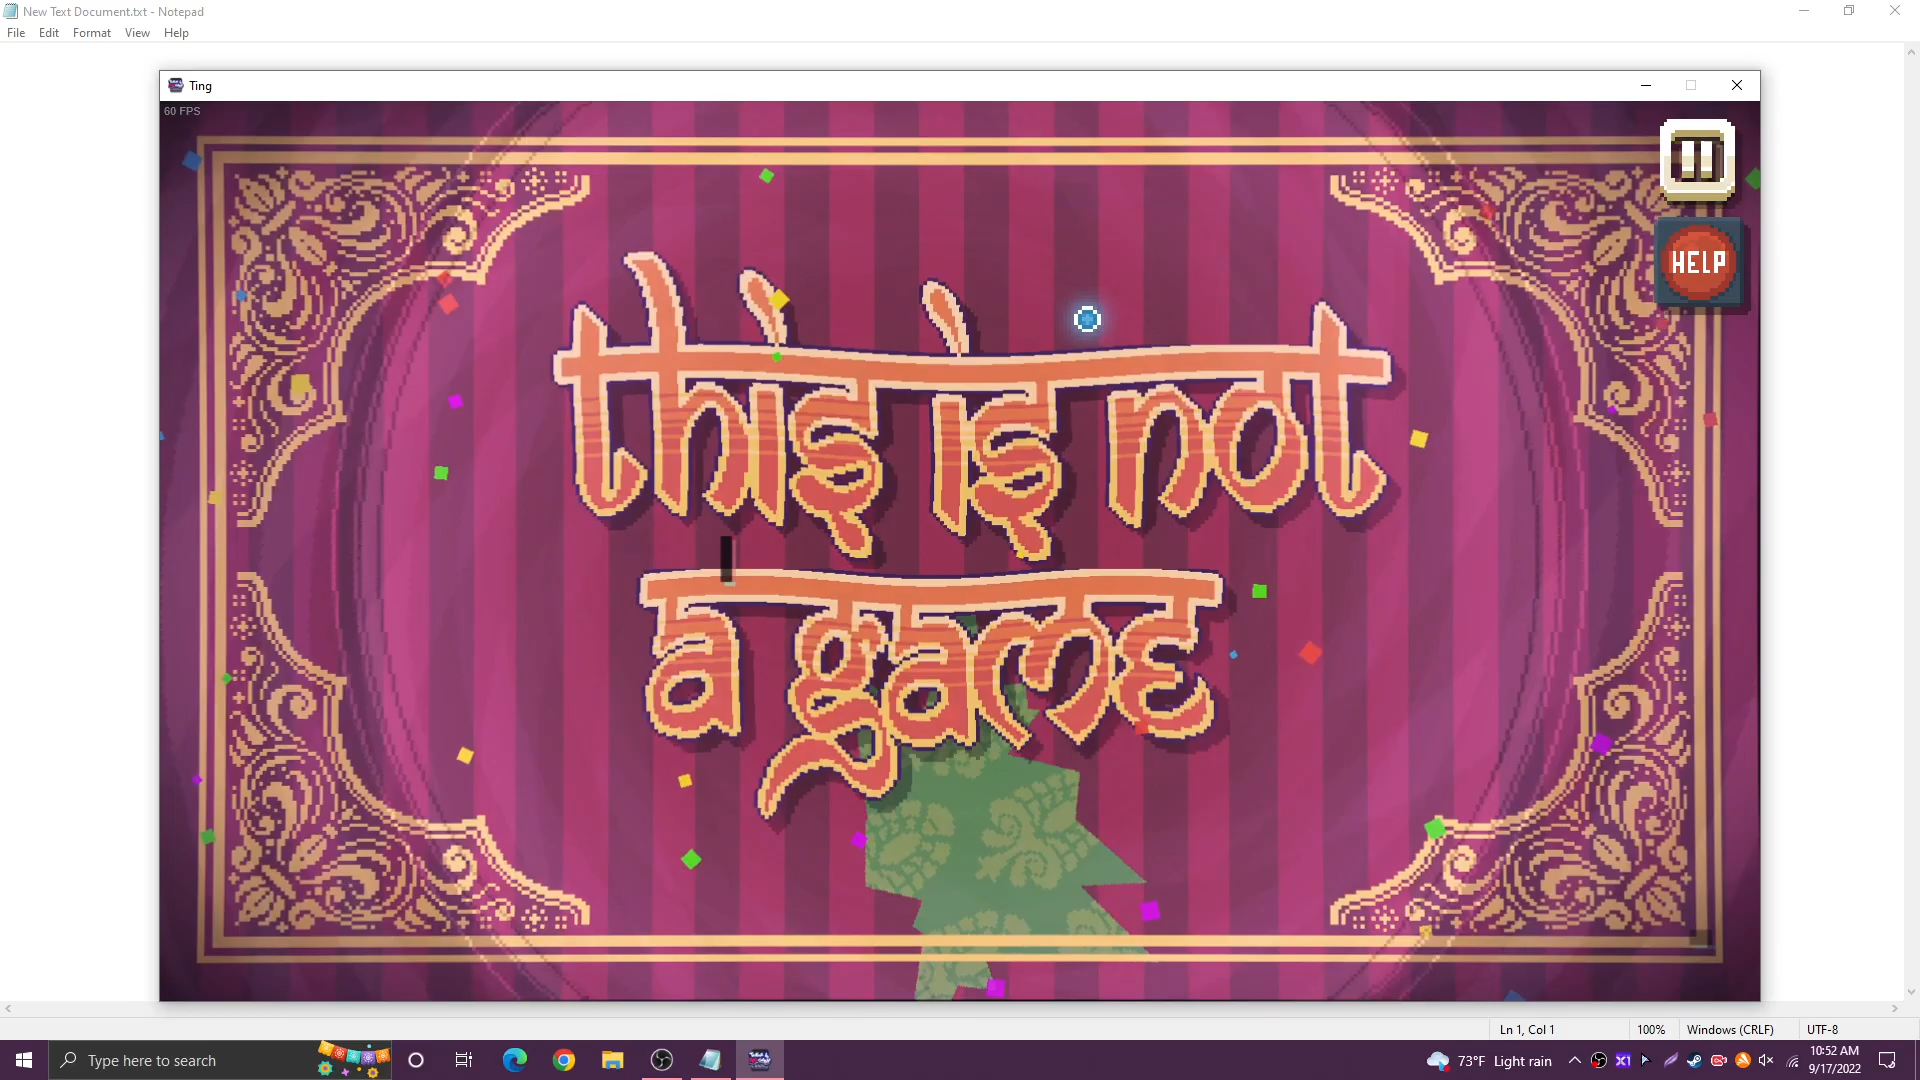 New Text Document.txt - Notepad
File Edit Format View Help
Ting
60 FPS
HELP
this is not
a game
Ln 1, Col 1 100% Windows (CRLF) UTF-8
Type here to search
73°F Light rain
10:52 AM
9/17/2022